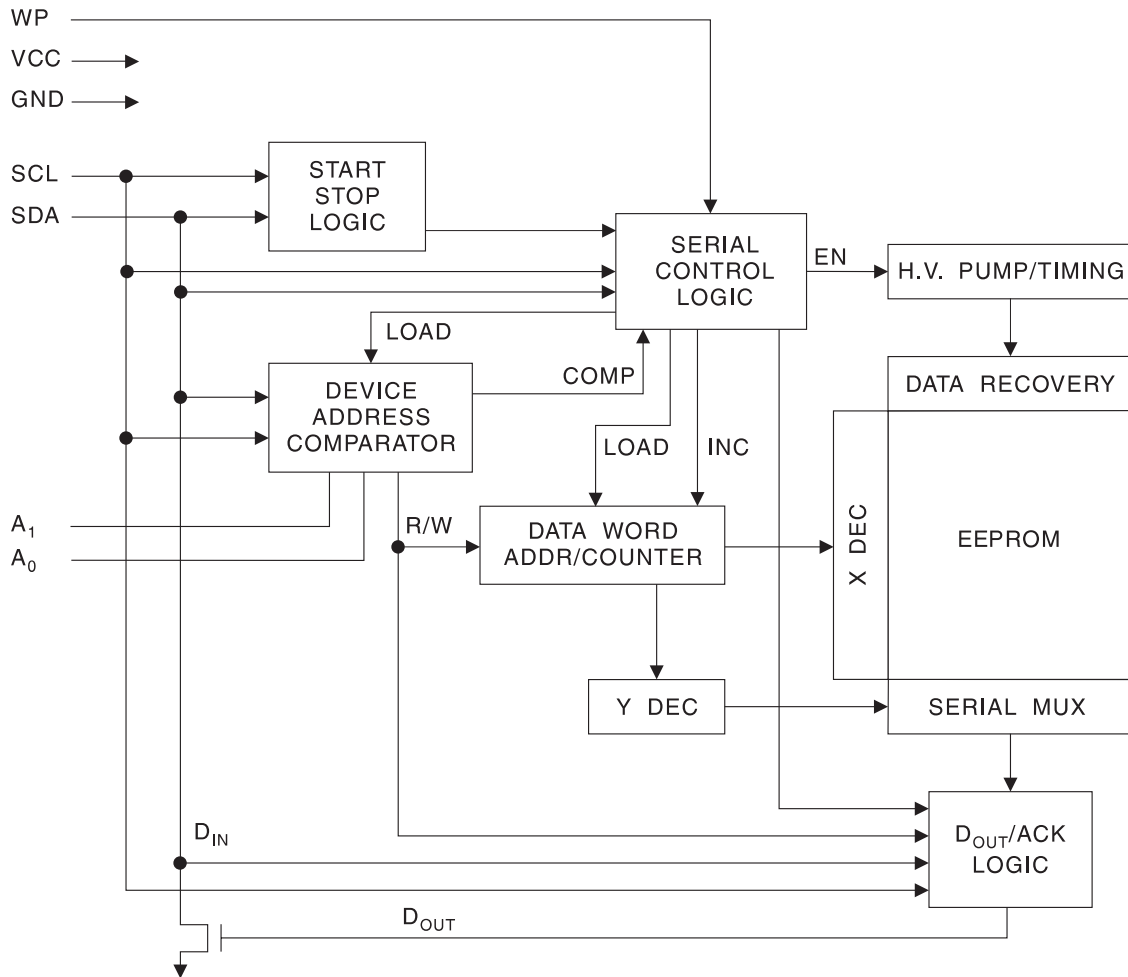 WP
VCC
GND
SCL
SDA
START
STOP
LOGIC
SERIAL
CONTROL
LOGIC
EN
H.V. PUMP/TIMING
LOAD
COMP
DEVICE
ADDRESS
COMPARATOR
DATA RECOVERY
LOAD
INC
A1
A0
R/W
DATA WORD
ADDR/COUNTER
X DEC
EEPROM
Y DEC
SERIAL MUX
DIN
DOUT/ACK
LOGIC
DOUT